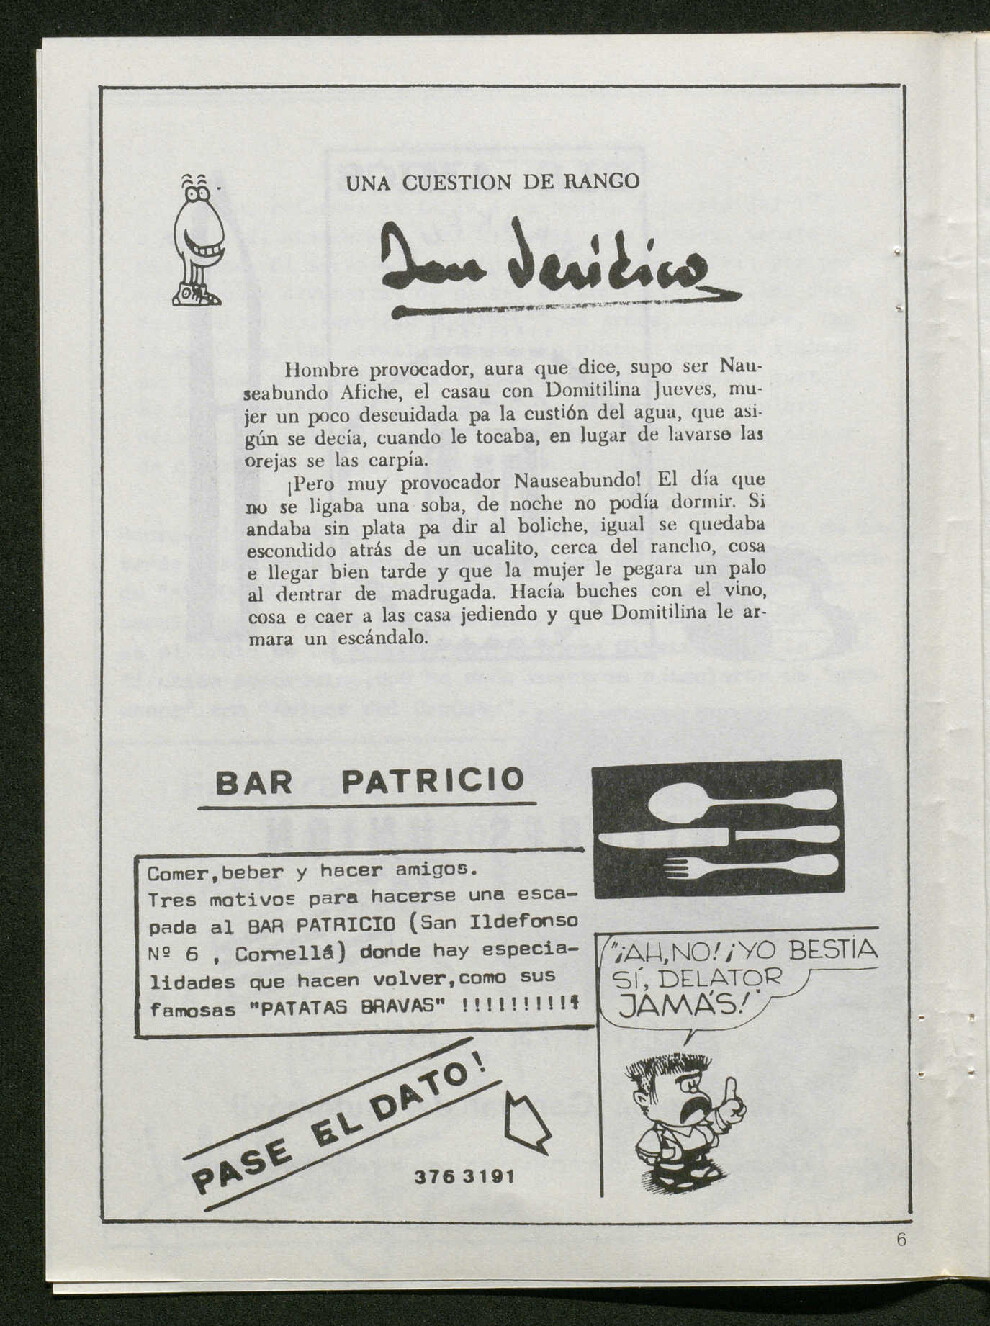 UNA CUESTION DE RANGO
Don Verídico
Hombre provocador, aura que dice, supo ser Nau-
seabundo Afiche, el casau con Domitilina Jueves, mu-
jer un poco descuidada pa la custión del agua, que asi-
gún se decía, cuando le tocaba, en lugar de lavarse las
orejas se las carpía.
¡Pero muy provocador Nauseabundo! El día que
no se ligaba una soba, de noche no podía dormir. Si
andaba sin plata pa dir al boliche, igual se quedaba
escondido atrás de un ucalito, cerca del rancho, cosa
e llegar bien tarde y que la mujer le pegara un palo
al dentrar de madrugada. Hacía buches con el vino,
cosa e caer a las casa jediendo y que Domitilina le ar-
mara un escándalo.
BAR PATRICIO
Comer,beber y hacer amigos.
Tres motivos para hacerse una esca-
pada al BAR PATRICIO (San Ildefonso
Nº 6 , Cornellá) donde hay especia-
lidades que hacen volver,como sus
famosas "PATATAS BRAVAS" !!!!!!!!!!
"¡AH, NO! ¡YO BESTIA
SÍ, DELATOR
JAMÁS!"
PASE EL DATO!
376 3191
6